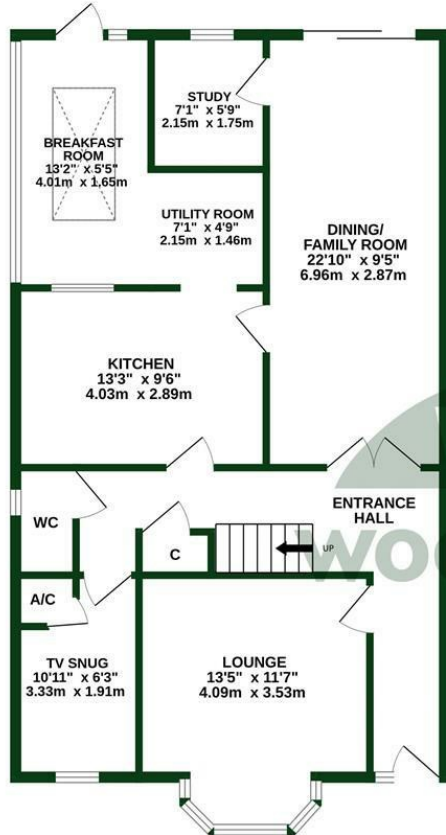 STUDY
7'1" x 5'9"
2.15m x 1.75m
BREAKFAST
ROOM
13'2" x 5'5"
4.01m x 1.65m
UTILITY ROOM
7'1" x 4'9"
2.15m x 1.46m
DINING/
FAMILY ROOM
22'10" x 9'5"
6.96m x 2.87m
KITCHEN
13'3" x 9'6"
4.03m x 2.89m
ENTRANCE
HALL
WC
C
UP
A/C
TV SNUG
10'11" x 6'3"
3.33m x 1.91m
LOUNGE
13'5" x 11'7"
4.09m x 3.53m